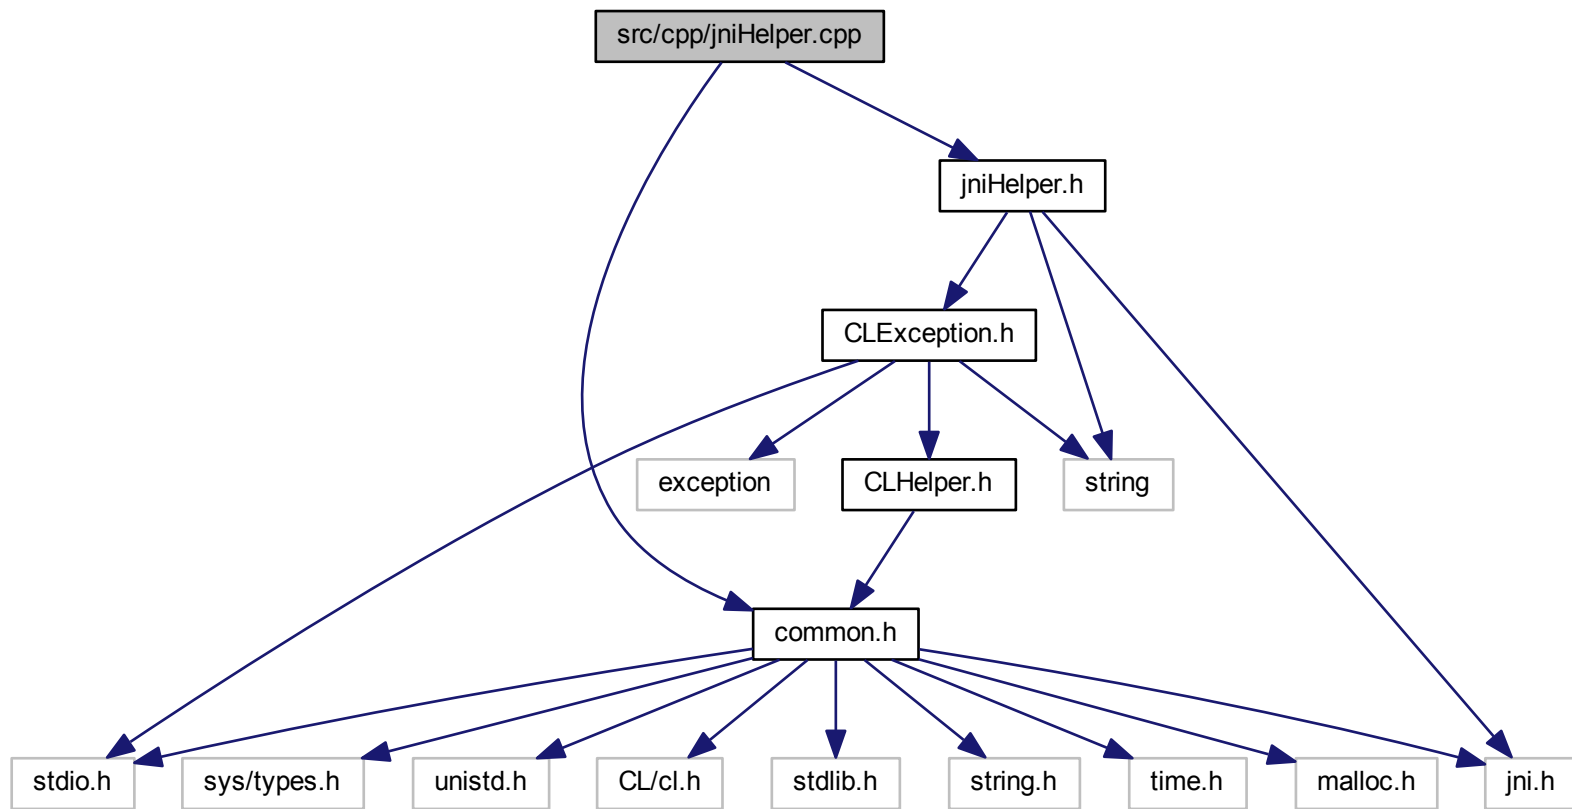 src/cpp/jniHelper.cpp
jniHelper.h
CLException.h
exception
CLHelper.h
string
common.h
stdio.h
sys/types.h
unistd.h
CL/cl.h
stdlib.h
string.h
time.h
malloc.h
jni.h